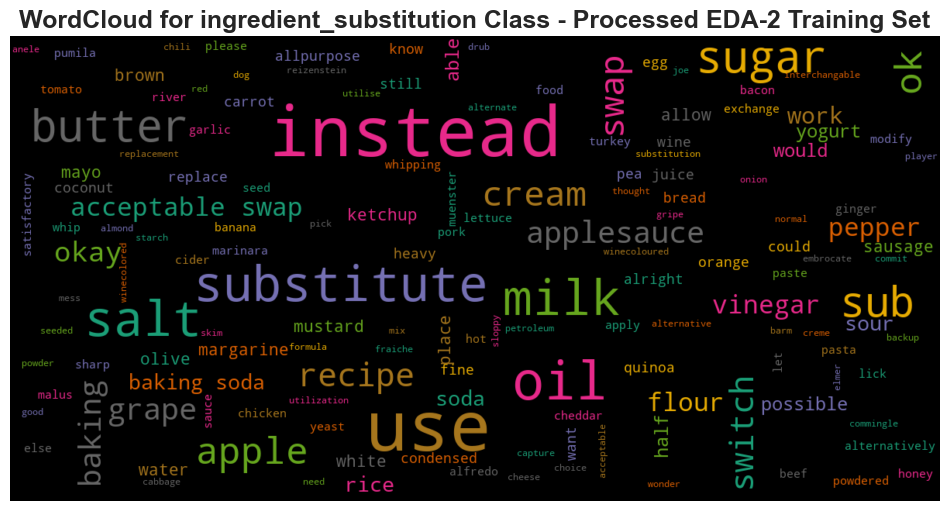 WordCloud for ingredient_substitution Class - Processed EDA-2 Training Set
anele
pumila
chili
please
allpurpose
know
able
drub
egg
joe
sugar
ok
brown
dog
reizenstein
swap
interchangable
tomato
river
red
utilise
still
food
bacon
carrot
alternate
exchange
allow
work
butter
garlic
instead
yogurt
modify
replacement
whipping
turkey
wine
substitution
would
player
mayo
replace
muenster
pea
juice
thought
onion
satisfactory
coconut
seed
cream
bread
acceptable swap
ketchup
lettuce
gripe
normal
ginger
whip
almond
banana
pick
pork
applesauce
winecoloured
pepper
starch
okay
marinara
heavy
could
sausage
orange
embrocate
commit
winecolored
cider
substitute
alright
paste
mess
salt
milk
vinegar
sub
seeded
skim
mustard
mix
place
hot
sloppy
petroleum
apply
alternative
barm
creme
sour
backup
margarine
formula
fraiche
olive
powder
sharp
fine
quinoa
let
pasta
baking soda
recipe
oil
elmer
lick
malus
baking
utilization
soda
flour
switch
possible
good
grape
sauce
chicken
yeast
use
cheddar
commingle
else
apple
want
half
alternatively
water
white
condensed
capture
acceptable
cabbage
need
alfredo
cheese
choice
beef
powdered
honey
rice
wonder